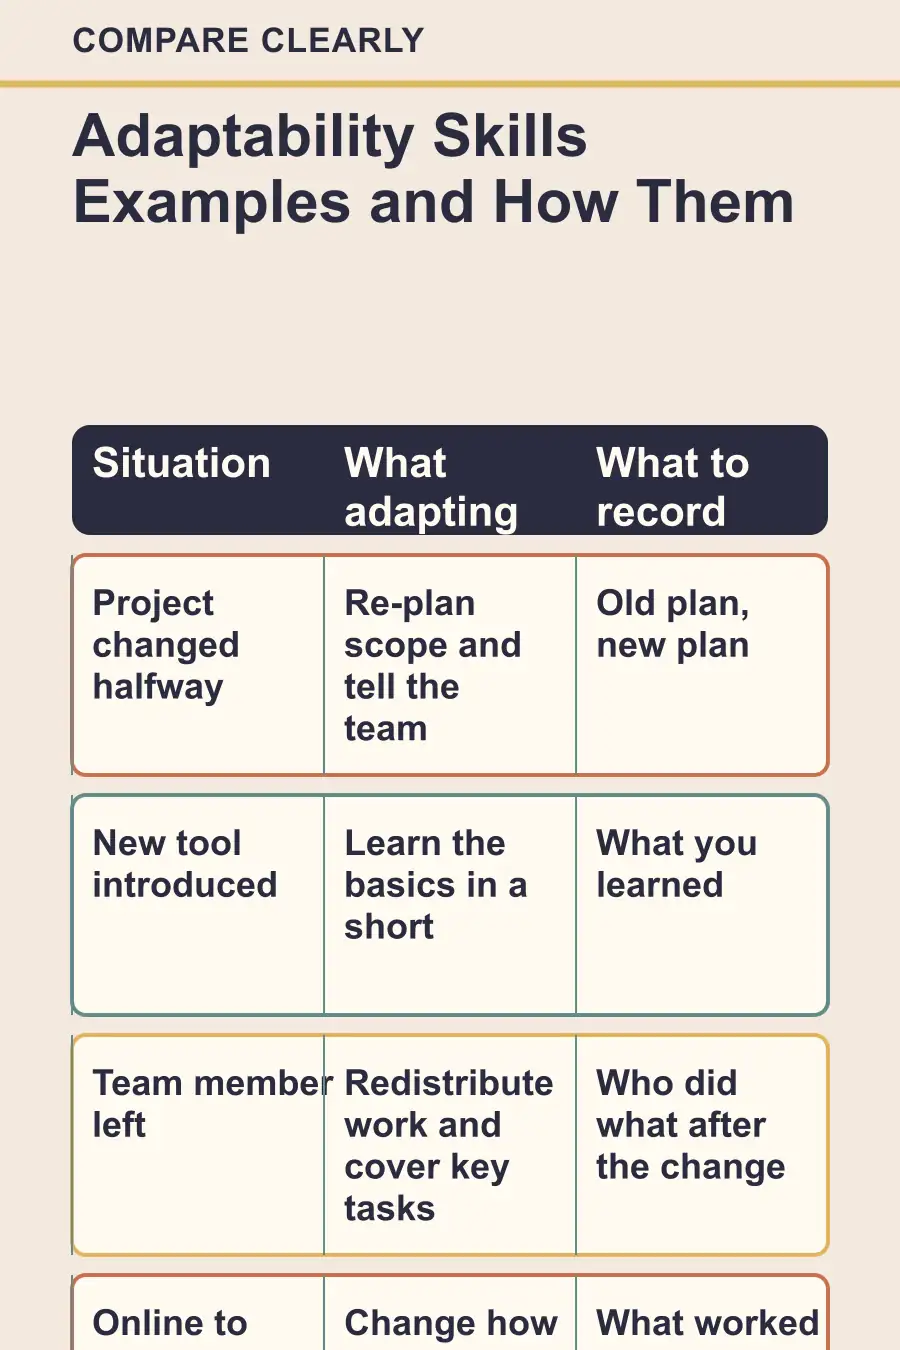 COMPARE CLEARLY
Adaptability Skills
Examples and How Them
Situation
What
adapting
What to
record
Project
changed
halfway
Re-plan
scope and
tell the
team
Old plan,
new plan
New tool
introduced
Learn the
basics in a
short
What you
learned
Team member
left
Redistribute
work and
cover key
tasks
Who did
what after
the change
Online to
Change how
What worked